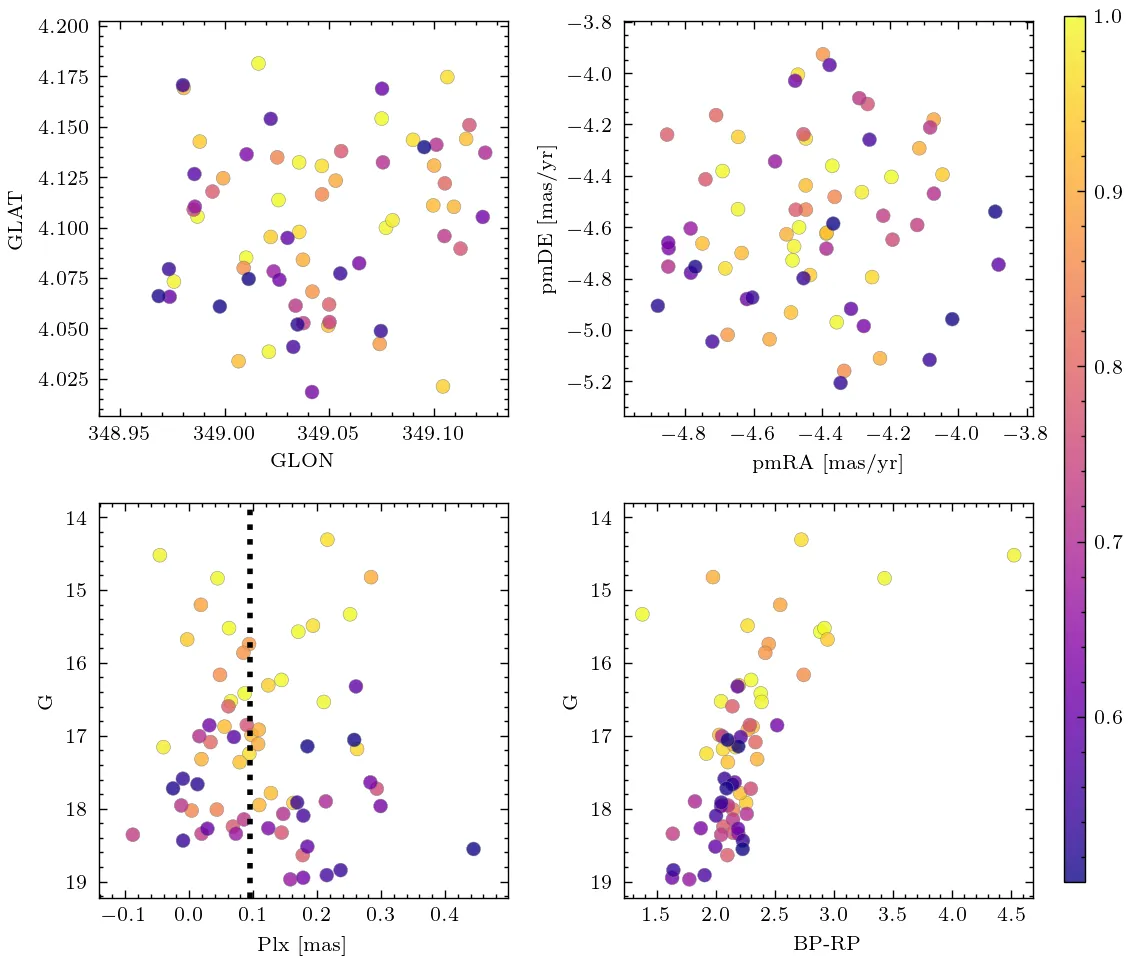 4.200
4.175
4.150
4.125
4.100
4.075
4.050
4.025
GLAT
348.95 349.00 349.05 349.10
GLON
−3.8
−4.0
−4.2
−4.4
−4.6
−4.8
−5.0
−5.2
pmDE [mas/yr]
−4.8 −4.6 −4.4 −4.2 −4.0 −3.8
pmRA [mas/yr]
14
15
16
17
18
19
G
−0.1 0.0 0.1 0.2 0.3 0.4
Plx [mas]
14
15
16
17
18
19
G
1.5 2.0 2.5 3.0 3.5 4.0 4.5
BP-RP
1.0
0.9
0.8
0.7
0.6